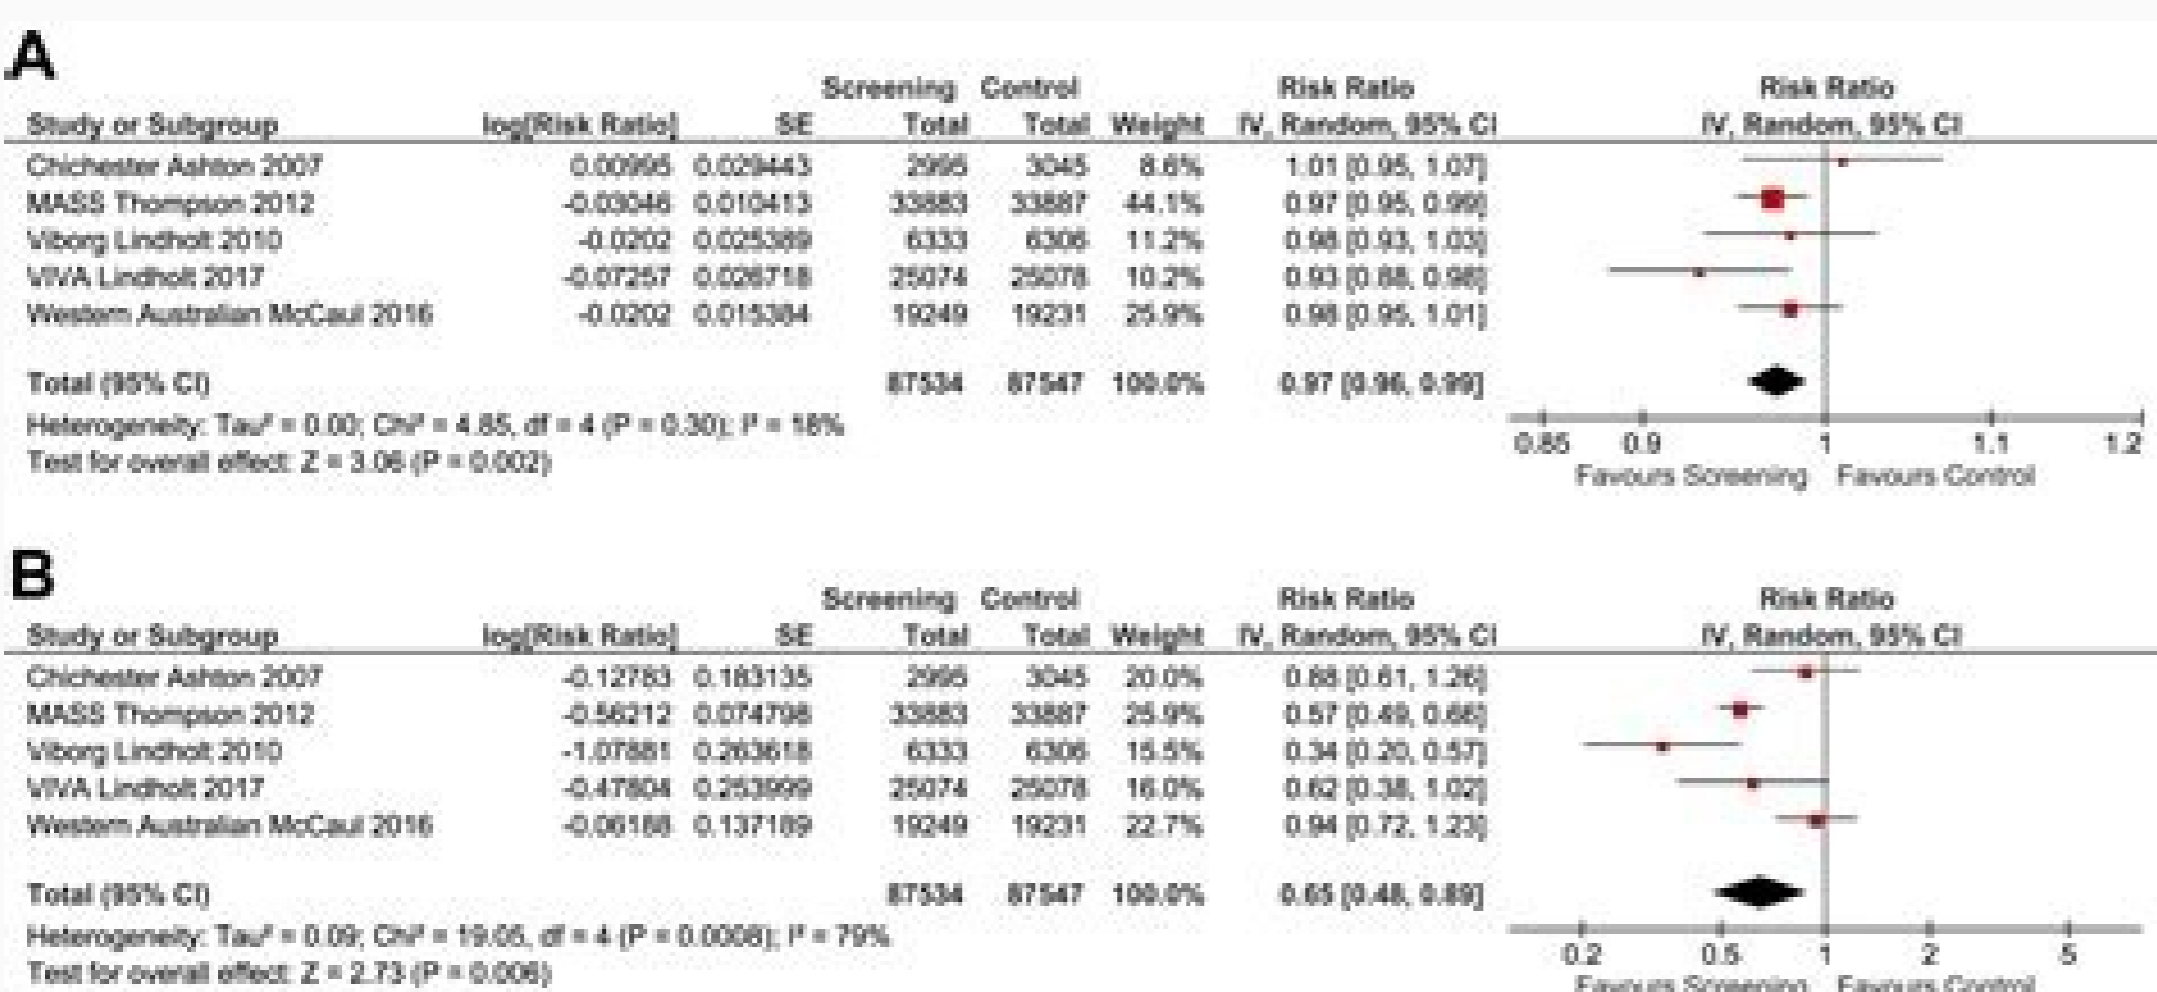 A
Screening Control Risk Ratio Risk Ratio
Study or Subgroup log[Risk Ratio] SE Total Total Weight IV, Random, 95% CI IV, Random, 95% CI
Chichester Ashton 2007 0.00995 0.029443 2995 3045 8.6% 1.01 [0.95, 1.07]
MASS Thompson 2012 -0.03046 0.010413 33883 33887 44.1% 0.97 [0.95, 0.99]
Viborg Lindholt 2010 -0.0202 0.025389 6333 6306 11.2% 0.98 [0.93, 1.03]
VIVA Lindholt 2017 -0.07257 0.026718 25074 25078 10.2% 0.93 [0.88, 0.98]
Western Australian McCaul 2016 -0.0202 0.015384 19249 19231 25.9% 0.98 [0.95, 1.01]
Total (95% CI) 87534 87547 100.0% 0.97 [0.96, 0.99]
Heterogeneity: Tau² = 0.00; Chi² = 4.85, df = 4 (P = 0.30); I² = 18%
Test for overall effect: Z = 3.06 (P = 0.002)
0.85 0.9 1 1.1 1.2
Favours Screening Favours Control
B
Screening Control Risk Ratio Risk Ratio
Study or Subgroup log[Risk Ratio] SE Total Total Weight IV, Random, 95% CI IV, Random, 95% CI
Chichester Ashton 2007 -0.12783 0.183135 2995 3045 20.0% 0.88 [0.61, 1.26]
MASS Thompson 2012 -0.56212 0.074798 33883 33887 25.9% 0.57 [0.49, 0.66]
Viborg Lindholt 2010 -1.07881 0.263618 6333 6306 15.5% 0.34 [0.20, 0.57]
VIVA Lindholt 2017 -0.47804 0.253999 25074 25078 16.0% 0.62 [0.38, 1.02]
Western Australian McCaul 2016 -0.06188 0.137189 19249 19231 22.7% 0.94 [0.72, 1.23]
Total (95% CI) 87534 87547 100.0% 0.65 [0.48, 0.89]
Heterogeneity: Tau² = 0.09; Chi² = 19.05, df = 4 (P = 0.0008); I² = 79%
Test for overall effect: Z = 2.73 (P = 0.006)
0.2 0.5 1 2 5
Favours Screening Favours Control